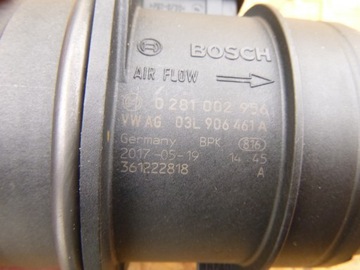 BOSCH
AIR FLOW
0 281 002 956
VW AG 03L 906 461 A
Germany BPK 816
2017-05-19 14 45
361222818 A